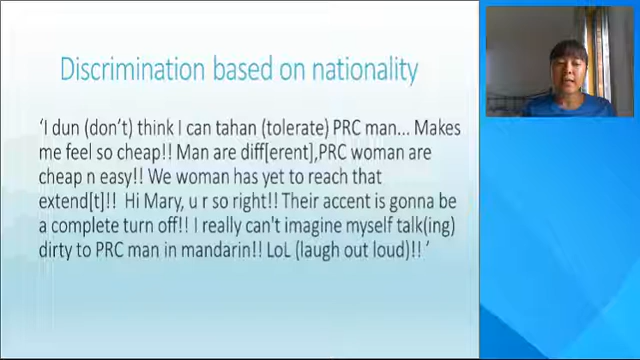 Discrimination based on nationality
‘I dun (don’t) think I can tahan (tolerate) PRC man... Makes
me feel so cheap!! Man are diff[erent],PRC woman are
cheap n easy!! We woman has yet to reach that
extend[t]!!  Hi Mary, u r so right!! Their accent is gonna be
a complete turn off!! I really can't imagine myself talk(ing)
dirty to PRC man in mandarin!! LoL (laugh out loud)!! ’